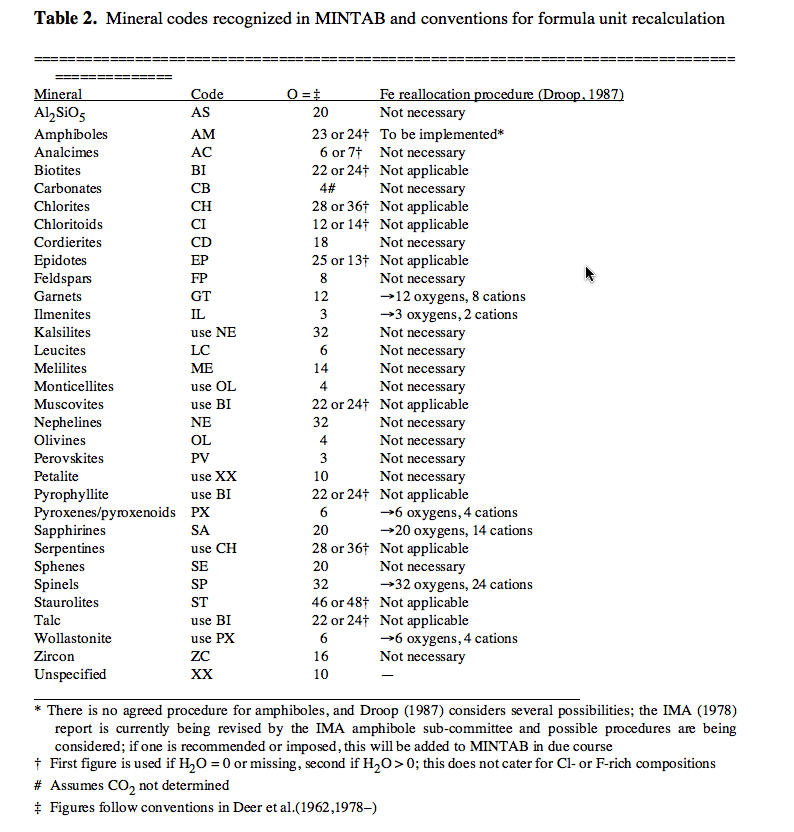 Table 2. Mineral codes recognized in MINTAB and conventions for formula unit recalculation
=====================================================================================
==============
Mineral Code O = ‡ Fe reallocation procedure (Droop, 1987)
Al₂SiO₅ AS 20 Not necessary
Amphiboles AM 23 or 24† To be implemented*
Analcimes AC 6 or 7† Not necessary
Biotites BI 22 or 24† Not applicable
Carbonates CB 4# Not necessary
Chlorites CH 28 or 36† Not applicable
Chloritoids CI 12 or 14† Not applicable
Cordierites CD 18 Not necessary
Epidotes EP 25 or 13† Not applicable
Feldspars FP 8 Not necessary
Garnets GT 12 →12 oxygens, 8 cations
Ilmenites IL 3 →3 oxygens, 2 cations
Kalsilites use NE 32 Not necessary
Leucites LC 6 Not necessary
Melilites ME 14 Not necessary
Monticellites use OL 4 Not necessary
Muscovites use BI 22 or 24† Not applicable
Nephelines NE 32 Not necessary
Olivines OL 4 Not necessary
Perovskites PV 3 Not necessary
Petalite use XX 10 Not necessary
Pyrophyllite use BI 22 or 24† Not applicable
Pyroxenes/pyroxenoids PX 6 →6 oxygens, 4 cations
Sapphirines SA 20 →20 oxygens, 14 cations
Serpentines use CH 28 or 36† Not applicable
Sphenes SE 20 Not necessary
Spinels SP 32 →32 oxygens, 24 cations
Staurolites ST 46 or 48† Not applicable
Talc use BI 22 or 24† Not applicable
Wollastonite use PX 6 →6 oxygens, 4 cations
Zircon ZC 16 Not necessary
Unspecified XX 10 —
* There is no agreed procedure for amphiboles, and Droop (1987) considers several possibilities; the IMA (1978)
report is currently being revised by the IMA amphibole sub-committee and possible procedures are being
considered; if one is recommended or imposed, this will be added to MINTAB in due course
† First figure is used if H₂O = 0 or missing, second if H₂O > 0; this does not cater for Cl- or F-rich compositions
# Assumes CO₂ not determined
‡ Figures follow conventions in Deer et al.(1962,1978–)